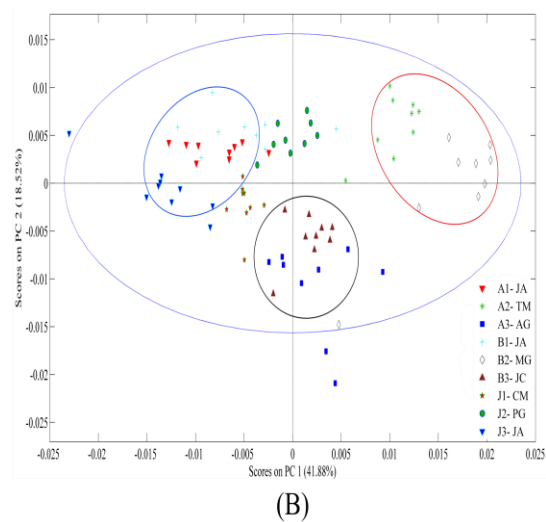 0.015
0.01
0.005
0
-0.005
-0.01
-0.015
-0.02
-0.025
Scores on PC 2 (18.52%)
A1- JA
A2- TM
A3- AG
B1- JA
B2- MG
B3- JC
J1- CM
J2- PG
J3- JA
-0.025 -0.02 -0.015 -0.01 -0.005 0 0.005 0.01 0.015 0.02 0.025
Scores on PC 1 (41.88%)
(B)